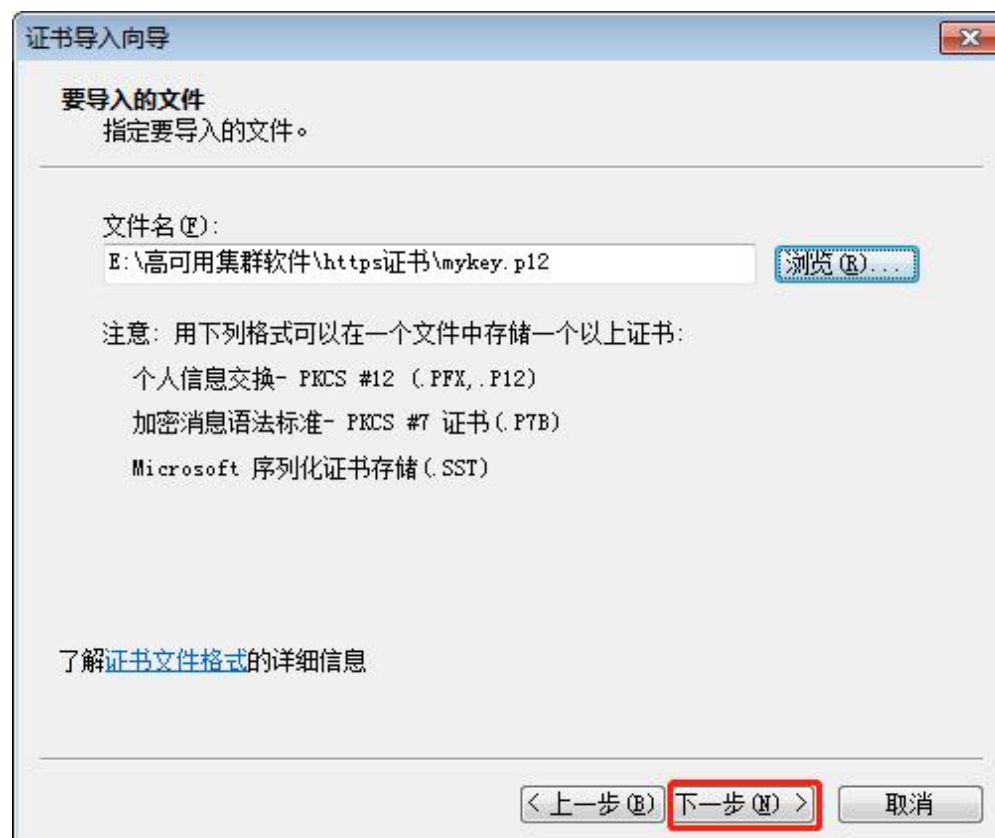 证书导入向导
要导入的文件
指定要导入的文件。
文件名(F):
E:\高可用集群软件\https证书\mykey.p12
浏览(R)...
注意: 用下列格式可以在一个文件中存储一个以上证书:
个人信息交换- PKCS #12 (.PFX,.P12)
加密消息语法标准- PKCS #7 证书(.P7B)
Microsoft 序列化证书存储(.SST)
了解证书文件格式的详细信息
< 上一步(B) 下一步(N) > 取消